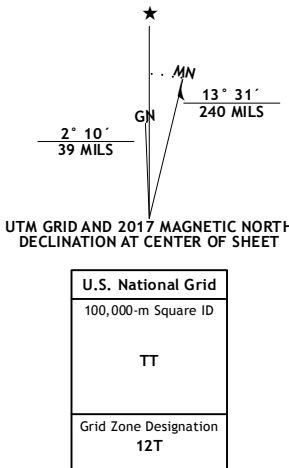 ★
MN
GN
13° 31´
240 MILS
2° 10´
39 MILS
UTM GRID AND 2017 MAGNETIC NORTH
DECLINATION AT CENTER OF SHEET
U.S. National Grid
100,000-m Square ID
TT
Grid Zone Designation
12T